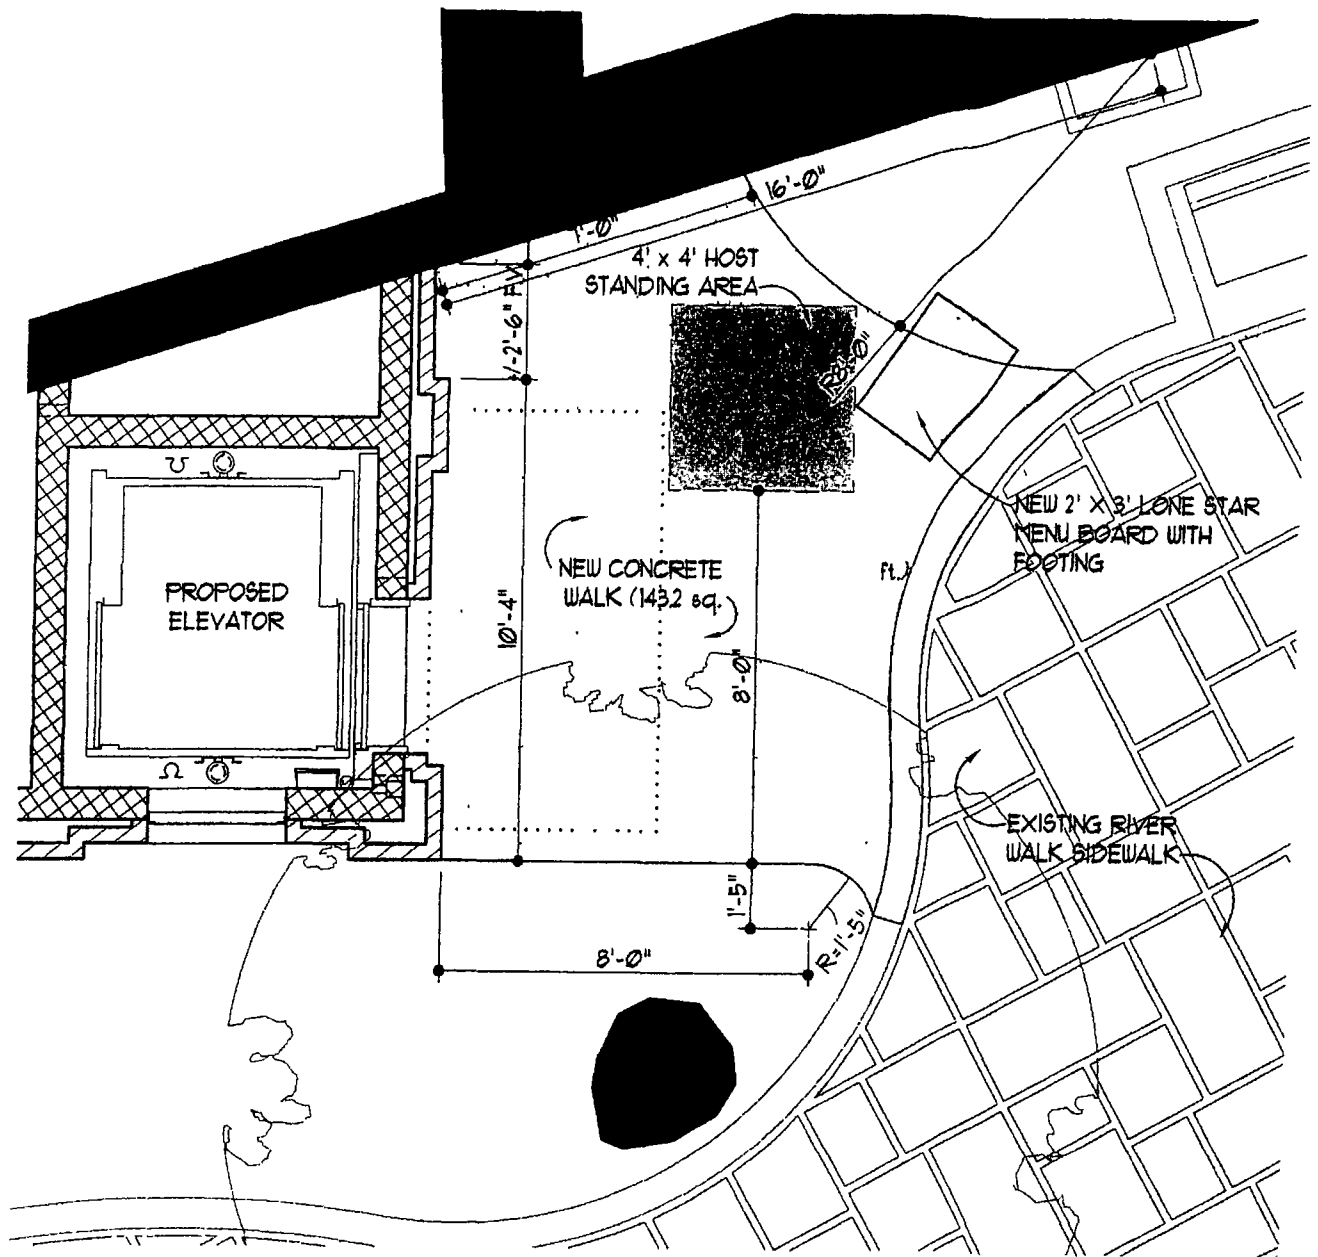 16'-0"
1'-0"
4' x 4' HOST
STANDING AREA
+/-2'-6" F.V.
NEW 2' X 3' LONE STAR
MENU BOARD WITH
FOOTING
NEW CONCRETE
WALK (143.2 sq.
ft.)
PROPOSED
ELEVATOR
10'-4"
8'-0"
EXISTING RIVER
WALK SIDEWALK
1'-5"
R=1'-5"
8'-0"